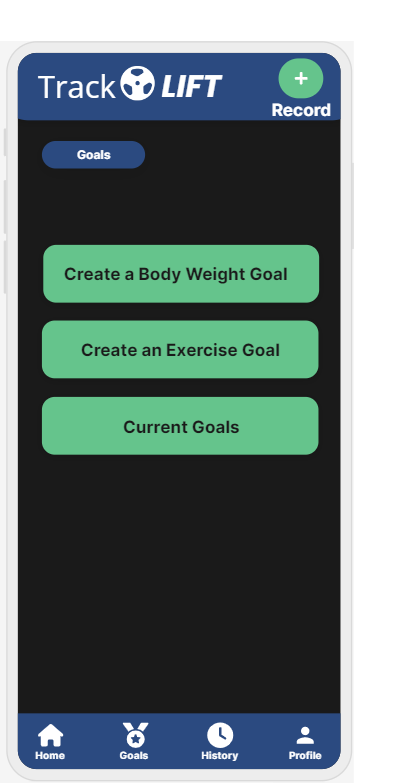 Track LIFT
+
Record
Goals
Create a Body Weight Goal
Create an Exercise Goal
Current Goals
Home Goals History Profile